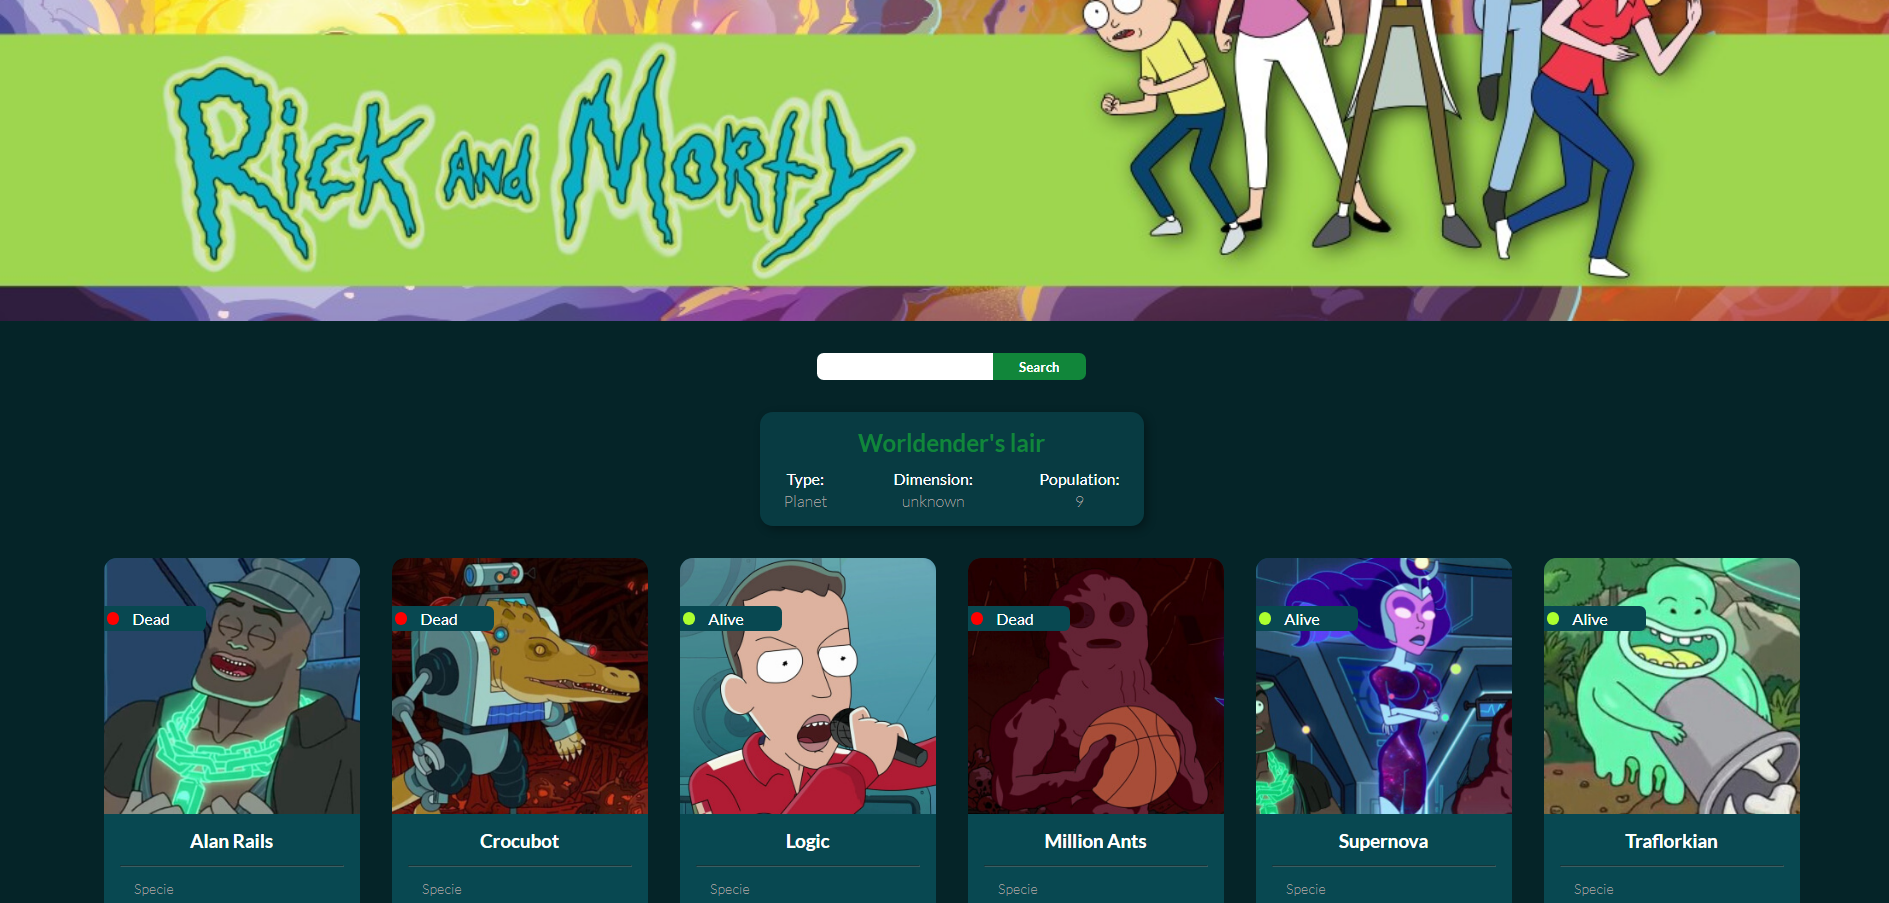 Rick and Morty
Search
Worldender's lair
Type: Dimension: Population:
Planet unknown 9
Dead Dead Alive Dead Alive Alive
Alan Rails Crocubot Logic Million Ants Supernova Traflorkian
Specie Specie Specie Specie Specie Specie